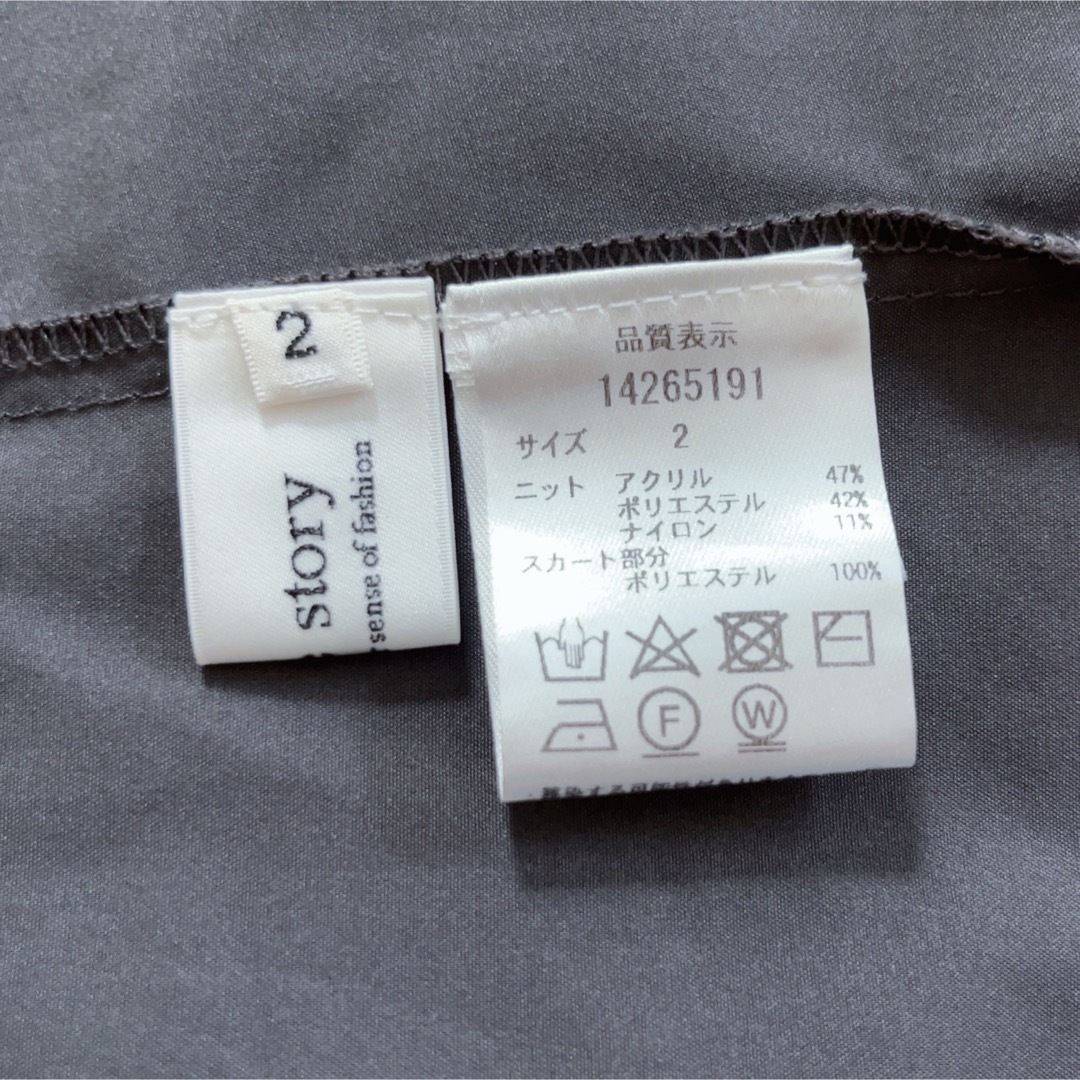 2
story
sense of fashion
品質表示
14265191
サイズ 2
ニット アクリル 47%
ポリエステル 42%
ナイロン 11%
スカート部分
ポリエステル 100%
F
W